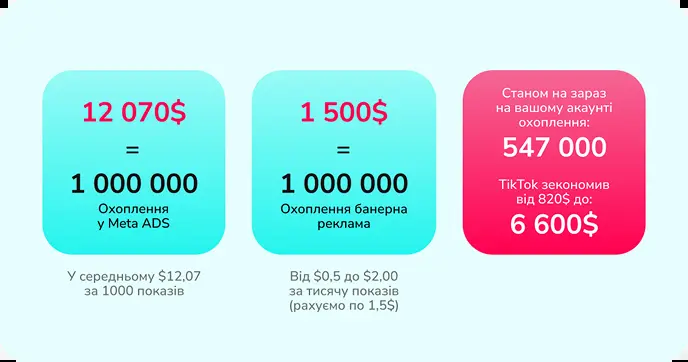 12 070$
=
1 000 000
Охоплення
у Meta ADS
У середньому $12,07
за 1000 показів
1 500$
=
1 000 000
Охоплення банерна
реклама
Від $0,5 до $2,00
за тисячу показів
(рахуємо по 1,5$)
Станом на зараз
на вашому акаунті
охоплення:
547 000
TikTok зекономив
від 820$ до:
6 600$